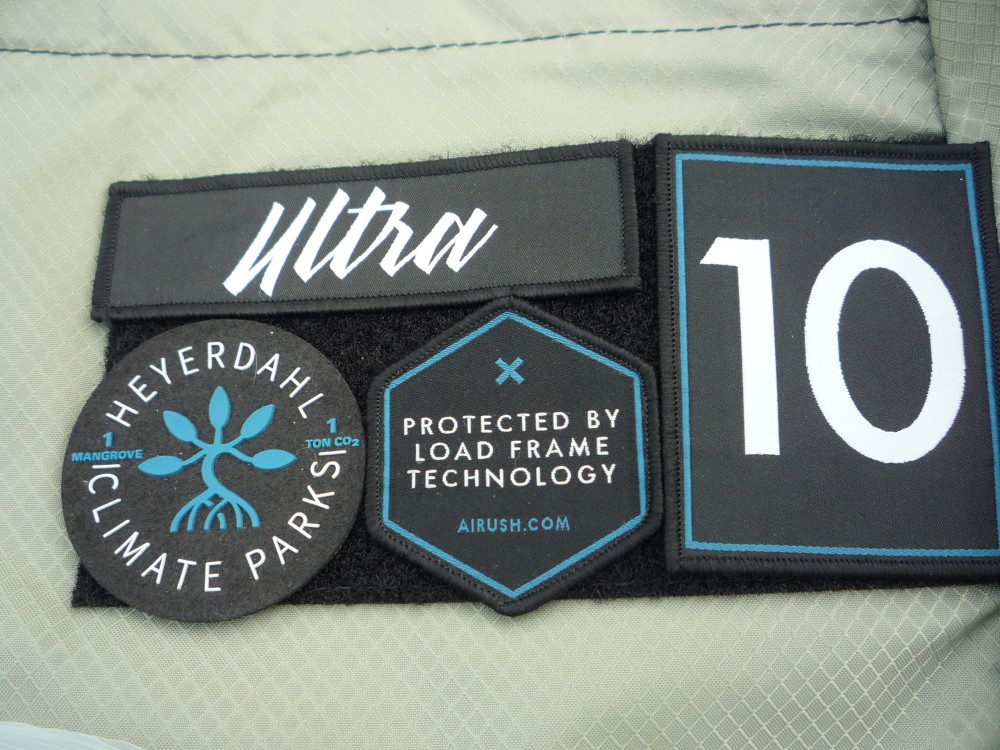 Ultra
10
HEYERDAHL
1
MANGROVE
1
TON CO₂
CLIMATE PARKS
PROTECTED BY
LOAD FRAME
TECHNOLOGY
AIRUSH.COM